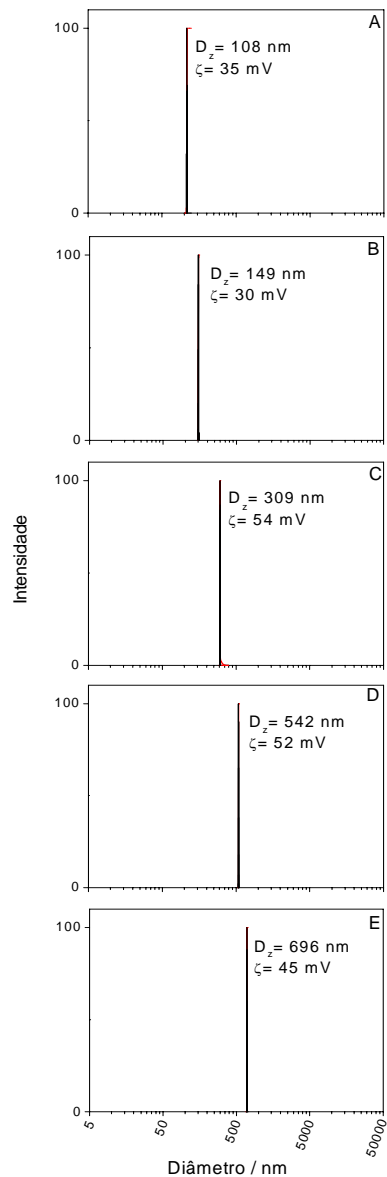 A
100
D_z= 108 nm
ζ= 35 mV
0
B
100
D_z= 149 nm
ζ= 30 mV
0
C
100
D_z= 309 nm
ζ= 54 mV
0
Intensidade
D
100
D_z= 542 nm
ζ= 52 mV
0
E
100
D_z= 696 nm
ζ= 45 mV
0
5 50 500 5000 50000
Diâmetro / nm